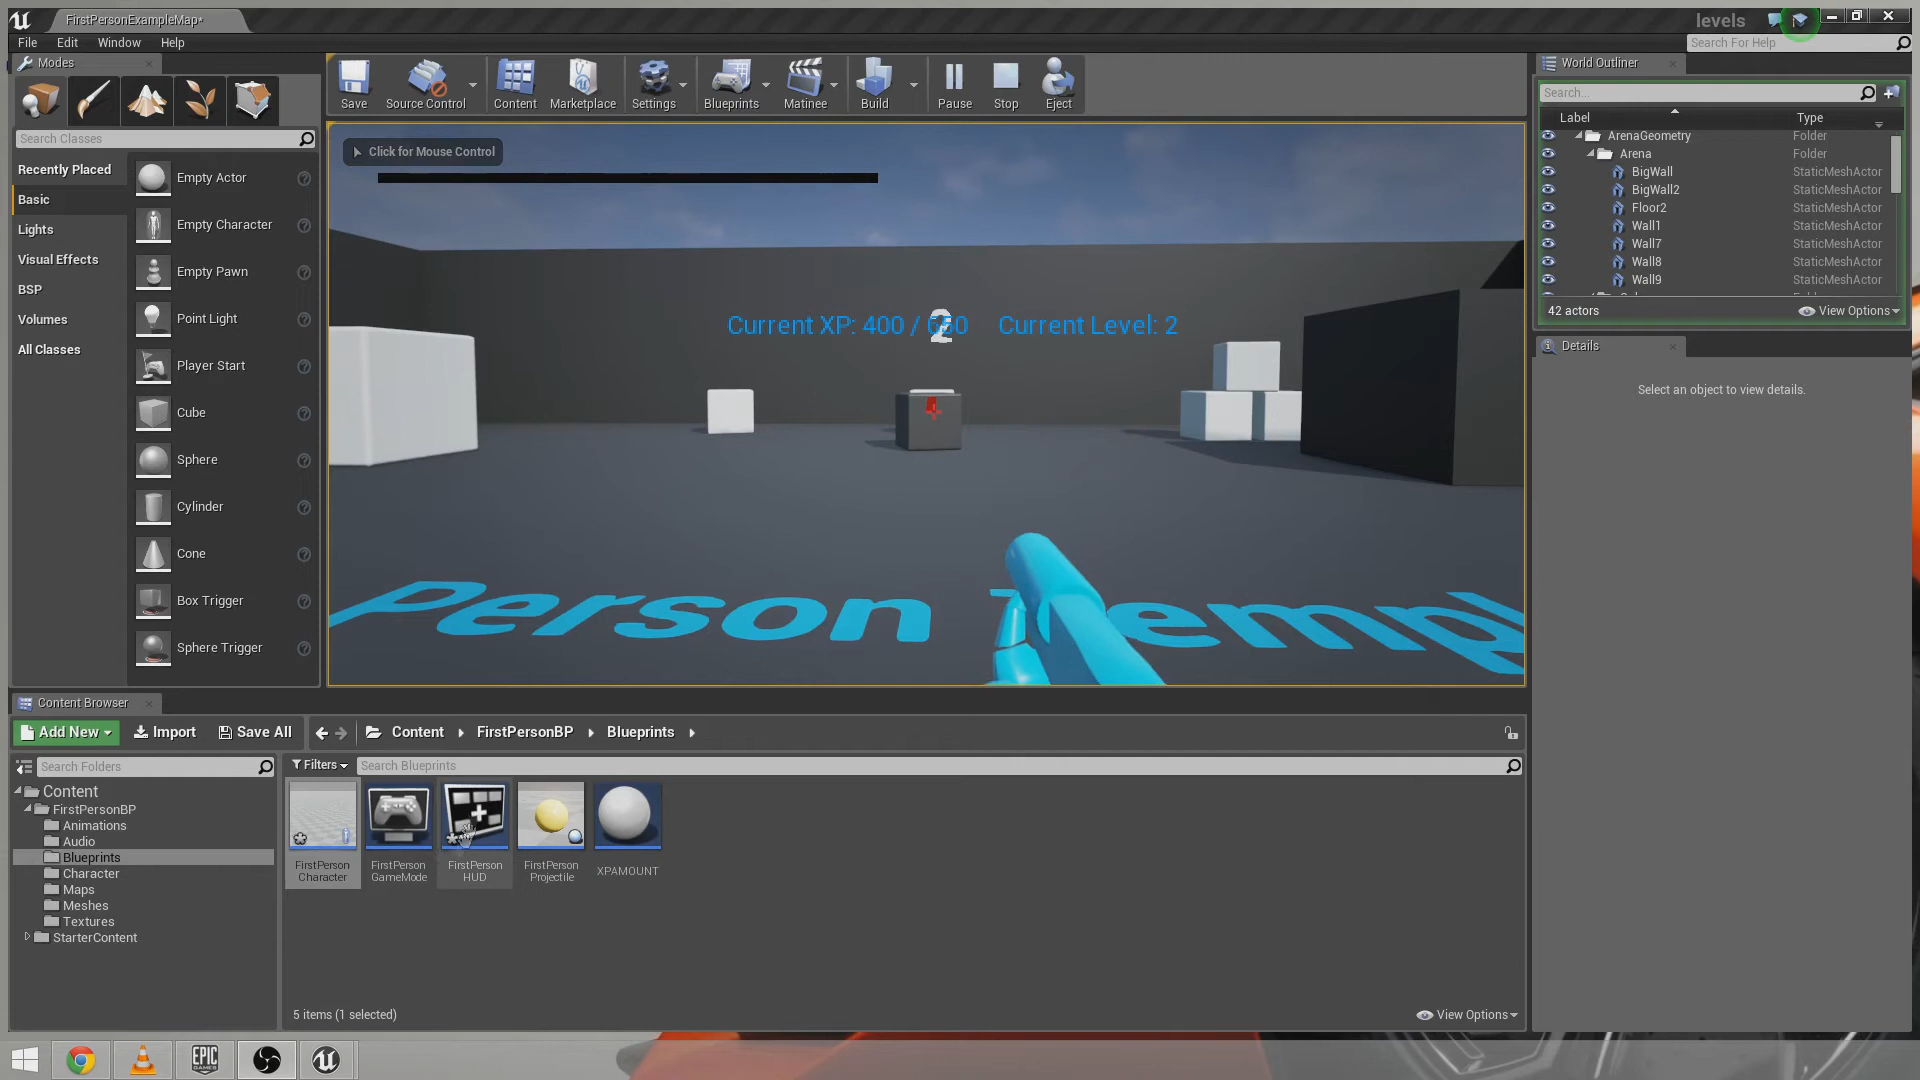 FirstPersonExampleMap*
levels
File Edit Window Help
Search For Help
Modes
Search Classes
Recently Placed
Basic
Lights
Visual Effects
BSP
Volumes
All Classes
Empty Actor
Empty Character
Empty Pawn
Point Light
Player Start
Cube
Sphere
Cylinder
Cone
Box Trigger
Sphere Trigger
Save
Source Control
Content
Marketplace
Settings
Blueprints
Matinee
Build
Pause
Stop
Eject
Click for Mouse Control
Current XP: 400 / 650 Current Level: 2
2
Person Templ
World Outliner
Search...
Label Type
ArenaGeometry Folder
Arena Folder
BigWall StaticMeshActor
BigWall2 StaticMeshActor
Floor2 StaticMeshActor
Wall1 StaticMeshActor
Wall7 StaticMeshActor
Wall8 StaticMeshActor
Wall9 StaticMeshActor
42 actors
View Options
Details
Select an object to view details.
Content Browser
Add New Import Save All
Content FirstPersonBP Blueprints
Search Folders
Filters
Search Blueprints
Content
FirstPersonBP
Animations
Audio
Blueprints
Character
Maps
Meshes
Textures
StarterContent
FirstPerson
Character
FirstPerson
GameMode
FirstPerson
HUD
FirstPerson
Projectile
XPAMOUNT
5 items (1 selected)
View Options
EPIC
GAMES